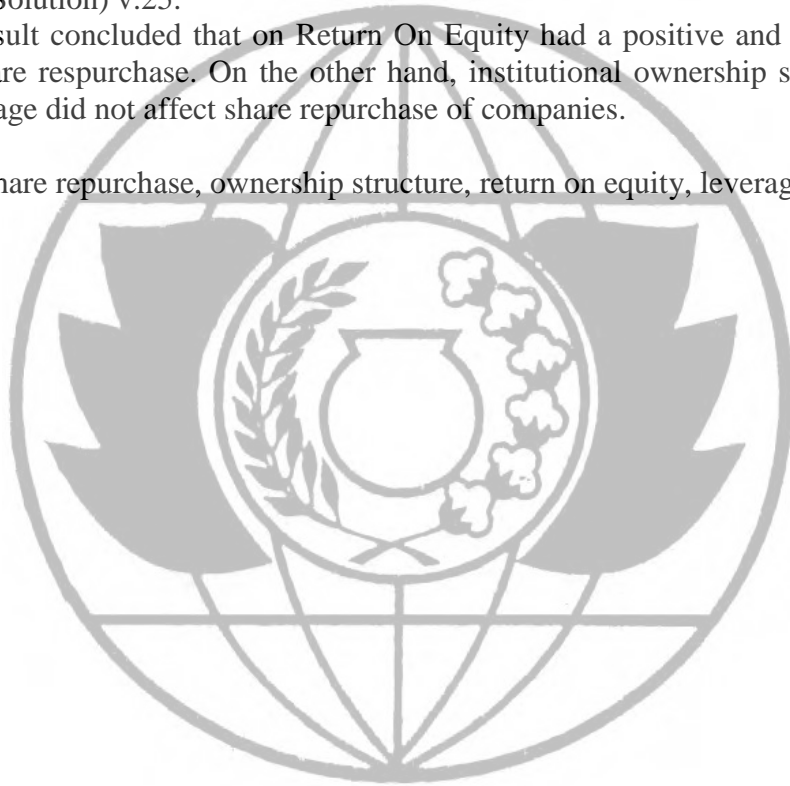 solution) v.25.
sult concluded that on Return On Equity had a positive and
are respurchase. On the other hand, institutional ownership s
age did not affect share repurchase of companies.
hare repurchase, ownership structure, return on equity, leverag